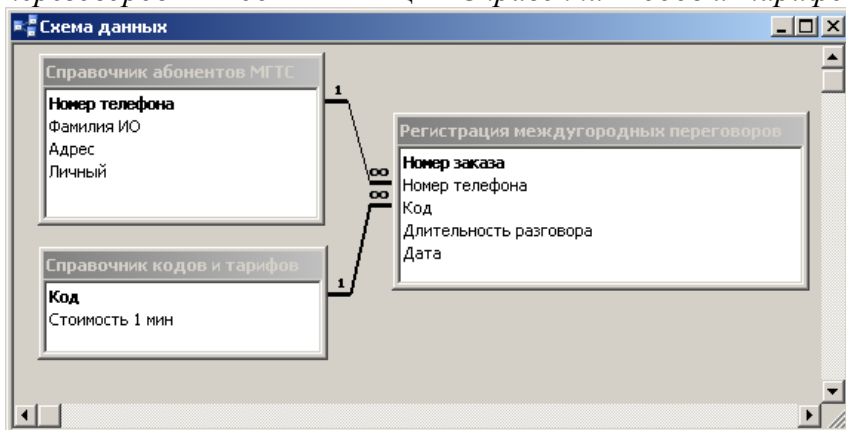 Схема данных
Справочник абонентов МГТС
Номер телефона
Фамилия ИО
Адрес
Личный
1
∞
∞
1
Регистрация междугородных переговоров
Номер заказа
Номер телефона
Код
Длительность разговора
Дата
Справочник кодов и тарифов
Код
Стоимость 1 мин